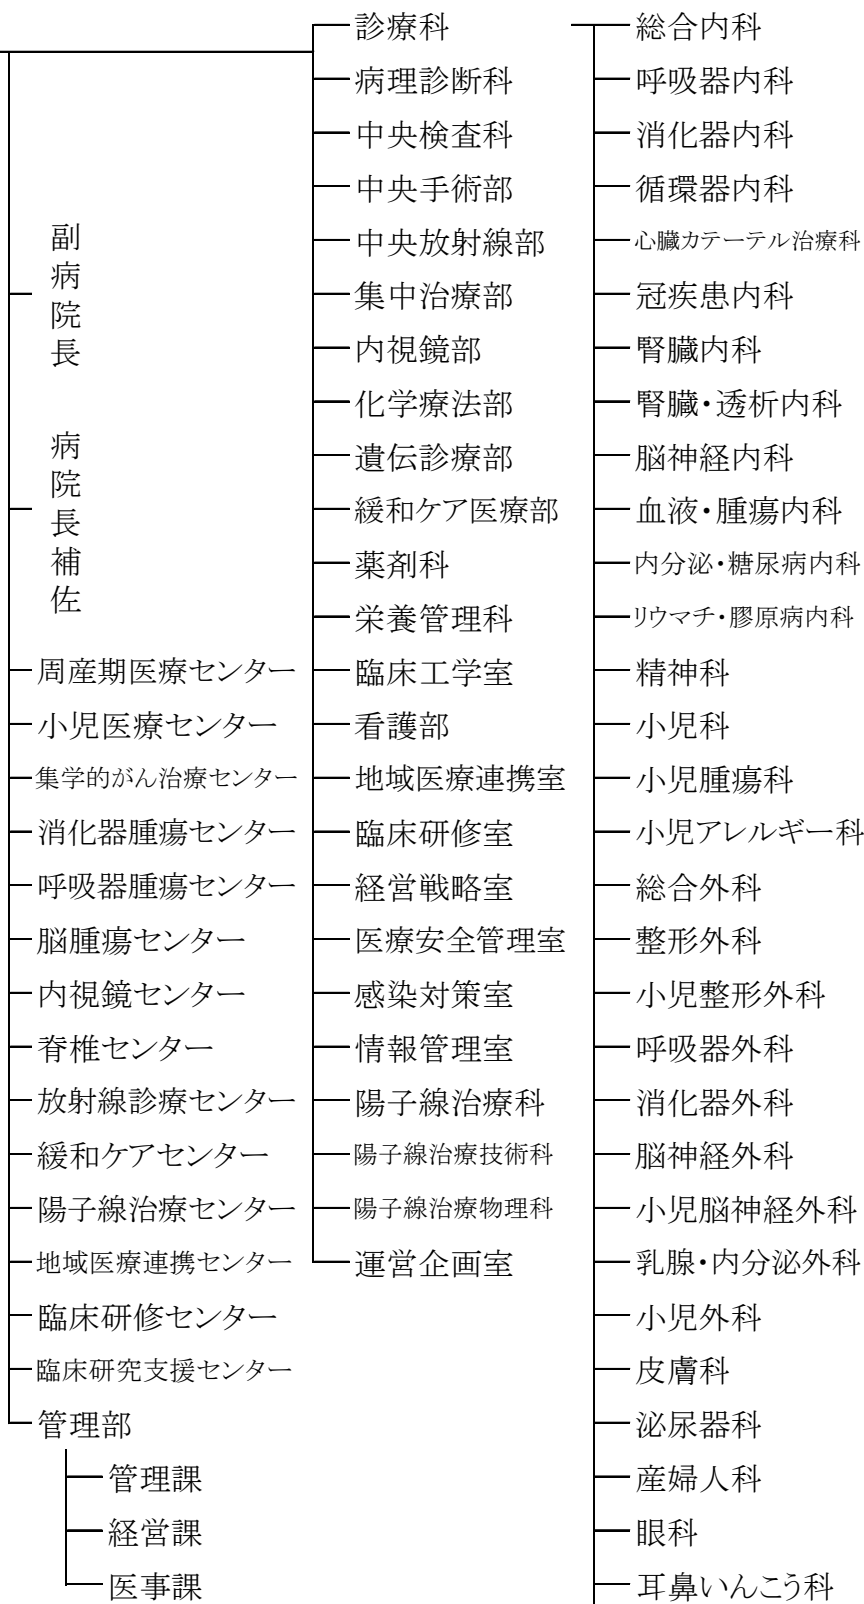 副病院長
病院長補佐
周産期医療センター
小児医療センター
集学的がん治療センター
消化器腫瘍センター
呼吸器腫瘍センター
脳腫瘍センター
内視鏡センター
脊椎センター
放射線診療センター
緩和ケアセンター
陽子線治療センター
地域医療連携センター
臨床研修センター
臨床研究支援センター
管理部
管理課
経営課
医事課
診療科
病理診断科
中央検査科
中央手術部
中央放射線部
集中治療部
内視鏡部
化学療法部
遺伝診療部
緩和ケア医療部
薬剤科
栄養管理科
臨床工学室
看護部
地域医療連携室
臨床研修室
経営戦略室
医療安全管理室
感染対策室
情報管理室
陽子線治療科
陽子線治療技術科
陽子線治療物理科
運営企画室
総合内科
呼吸器内科
消化器内科
循環器内科
心臓カテーテル治療科
冠疾患内科
腎臓内科
腎臓・透析内科
脳神経内科
血液・腫瘍内科
内分泌・糖尿病内科
リウマチ・膠原病内科
精神科
小児科
小児腫瘍科
小児アレルギー科
総合外科
整形外科
小児整形外科
呼吸器外科
消化器外科
脳神経外科
小児脳神経外科
乳腺・内分泌外科
小児外科
皮膚科
泌尿器科
産婦人科
眼科
耳鼻いんこう科